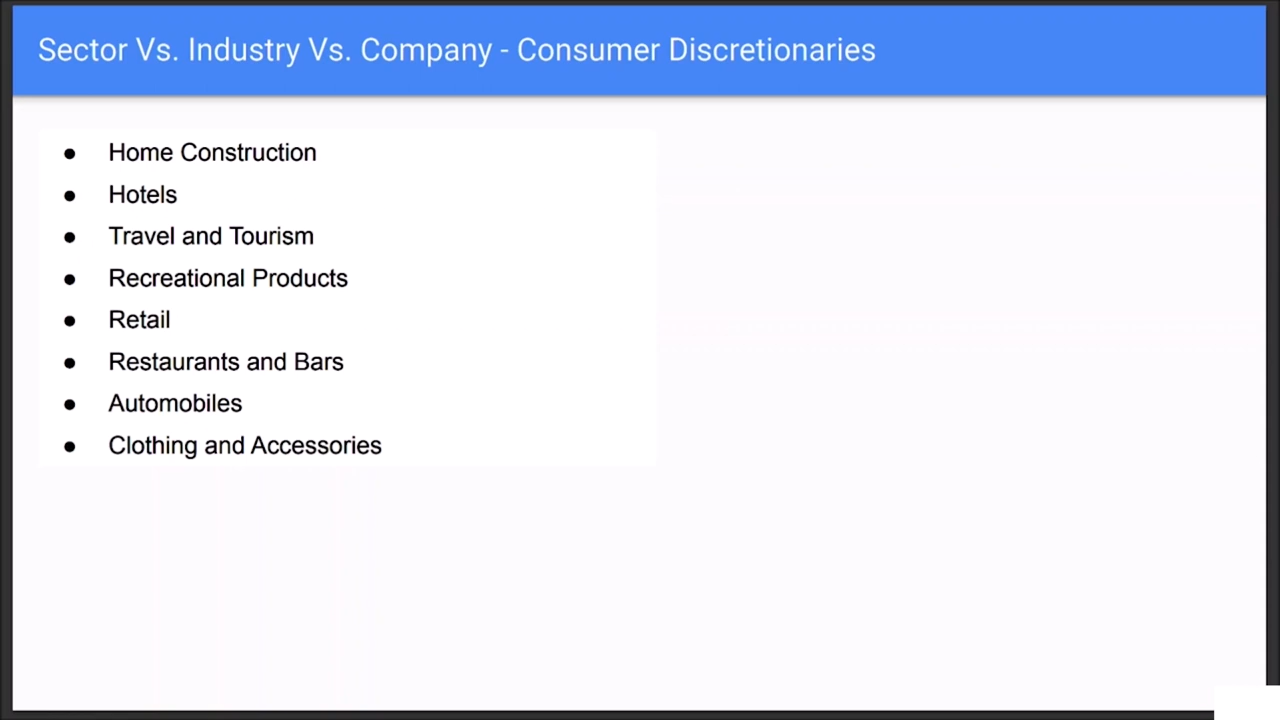 Sector Vs. Industry Vs. Company - Consumer Discretionaries
● Home Construction
● Hotels
● Travel and Tourism
● Recreational Products
● Retail
● Restaurants and Bars
● Automobiles
● Clothing and Accessories